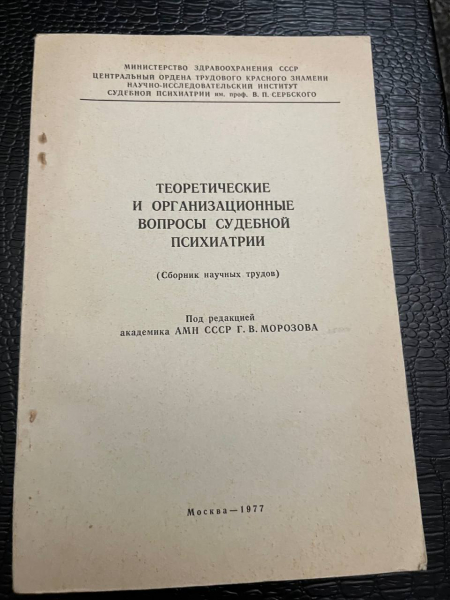 МИНИСТЕРСТВО ЗДРАВООХРАНЕНИЯ СССР
ЦЕНТРАЛЬНЫЙ ОРДЕНА ТРУДОВОГО КРАСНОГО ЗНАМЕНИ
НАУЧНО-ИССЛЕДОВАТЕЛЬСКИЙ ИНСТИТУТ
СУДЕБНОЙ ПСИХИАТРИИ им. проф. В. П. СЕРБСКОГО
ТЕОРЕТИЧЕСКИЕ
И ОРГАНИЗАЦИОННЫЕ
ВОПРОСЫ СУДЕБНОЙ
ПСИХИАТРИИ
(Сборник научных трудов)
Под редакцией
академика АМН СССР Г. В. МОРОЗОВА
Москва—1977